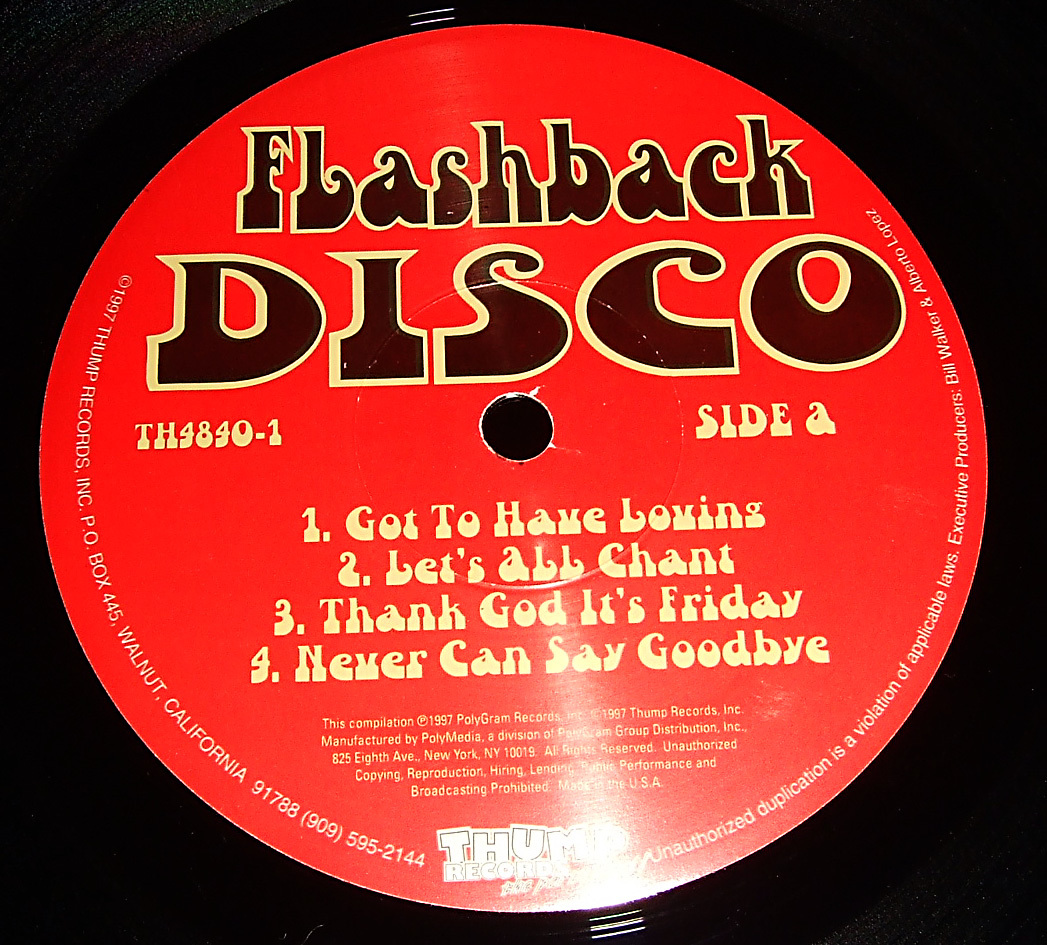 Flashback
DISCO
TH4840-1
SIDE A
1. Got To Have Loving
2. Let's All Chant
3. Thank God It's Friday
4. Never Can Say Goodbye
This compilation ℗1997 PolyGram Records, Inc. ©1997 Thump Records, Inc.
Manufactured by PolyMedia, a division of PolyGram Group Distribution, Inc.,
825 Eighth Ave., New York, NY 10019. All Rights Reserved. Unauthorized
Copying, Reproduction, Hiring, Lending, Public Performance and
Broadcasting Prohibited. Made in the U.S.A.
©1997 THUMP RECORDS, INC. P.O. BOX 445, WALNUT, CALIFORNIA 91788 (909) 595-2144
THUMP
RECORDS
Unauthorized duplication is a violation of applicable laws. Executive Producers: Bill Walker & Alberto Lopez